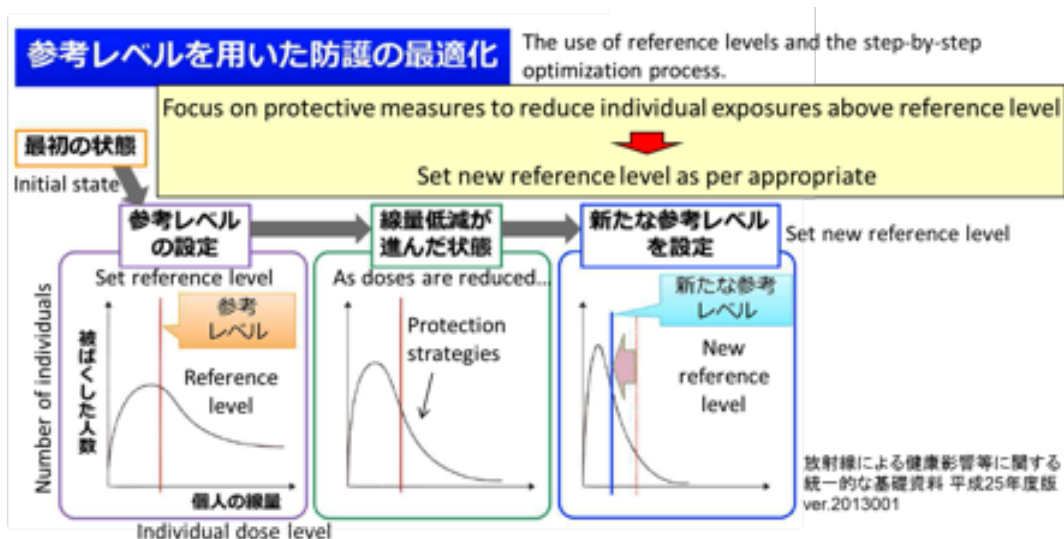 参考レベルを用いた防護の最適化
The use of reference levels and the step-by-step
optimization process.
Focus on protective measures to reduce individual exposures above reference level
Set new reference level as per appropriate
最初の状態
Initial state
参考レベル
の設定
線量低減が
進んだ状態
新たな参考レベル
を設定
Set new reference level
Set reference level
参考
レベル
Reference
level
Number of individuals
被ばくした人数
個人の線量
Individual dose level
As doses are reduced...
Protection
strategies
新たな参考
レベル
New
reference
level
放射線による健康影響等に関する
統一的な基礎資料 平成25年度版
ver.2013001